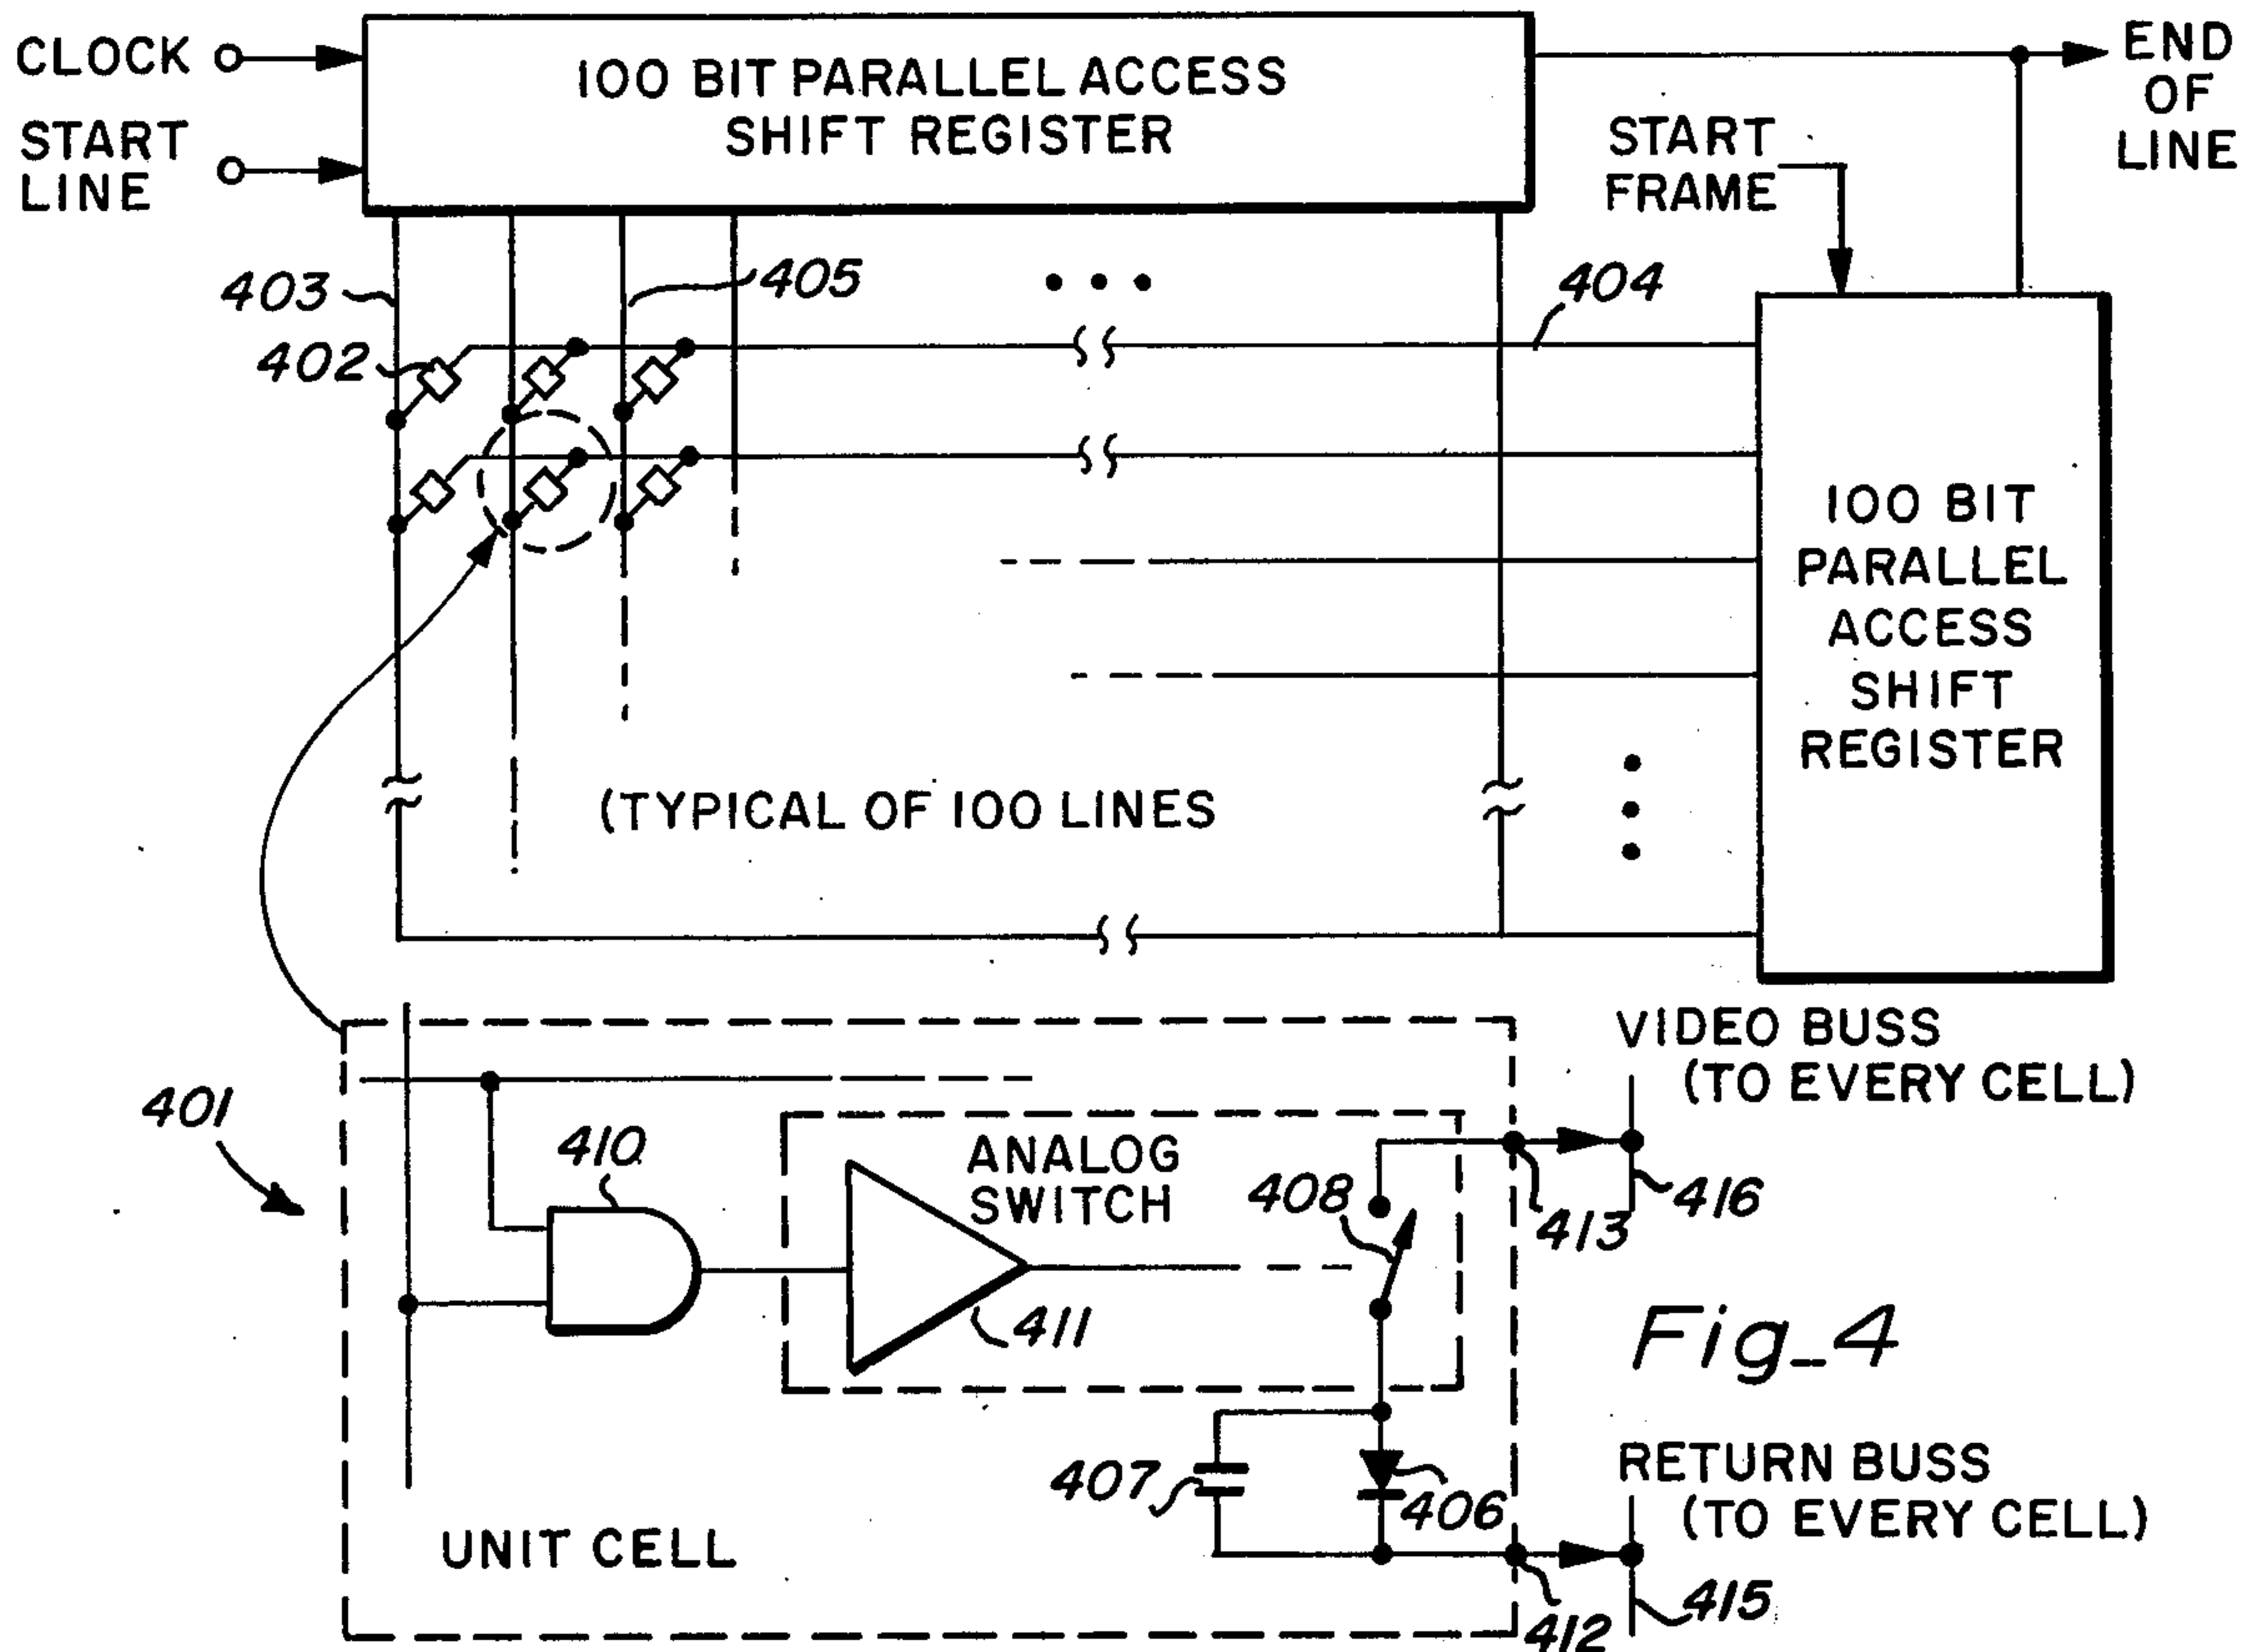 CLOCK
START
LINE
100 BIT PARALLEL ACCESS
SHIFT REGISTER
END
OF
LINE
START
FRAME
403
405
404
402
100 BIT
PARALLEL
ACCESS
SHIFT
REGISTER
(TYPICAL OF 100 LINES
401
410
ANALOG
SWITCH
408
411
413
416
VIDEO BUSS
(TO EVERY CELL)
Fig_4
407
406
RETURN BUSS
(TO EVERY CELL)
UNIT CELL
412
415